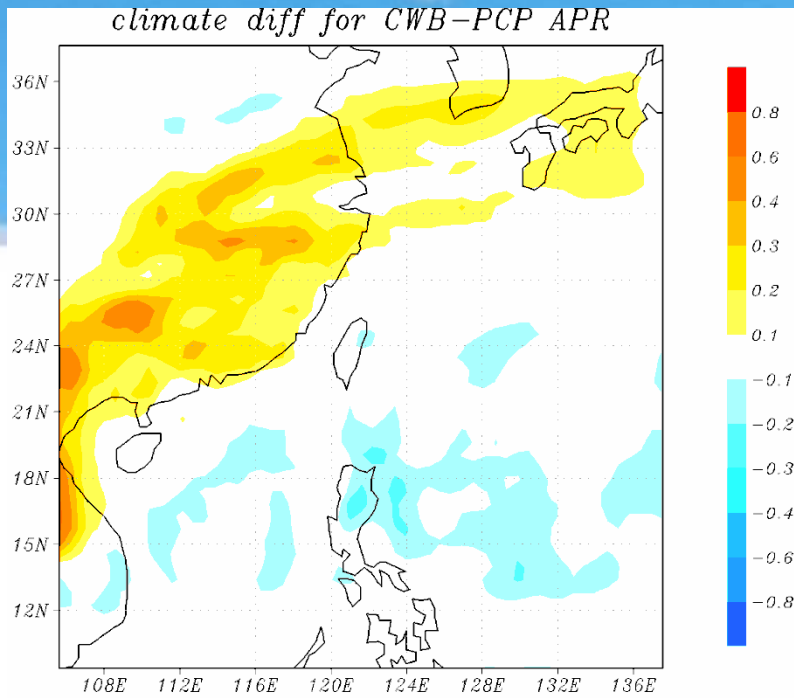 climate diff for CWB-PCP APR
36N
33N
30N
27N
24N
21N
18N
15N
12N
108E 112E 116E 120E 124E 128E 132E 136E
0.8
0.6
0.4
0.3
0.2
0.1
-0.1
-0.2
-0.3
-0.4
-0.6
-0.8